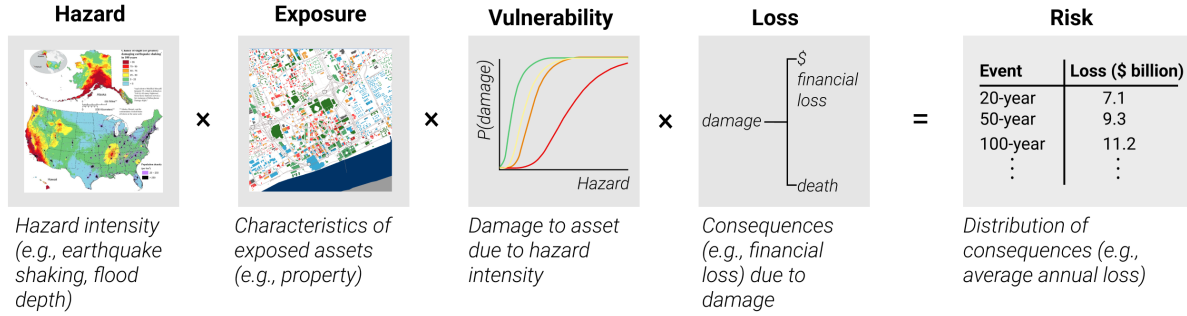 Hazard
Exposure
Vulnerability
Loss
Risk
×
×
×
=
P(damage)
Hazard
$
financial
loss
damage
death
Event Loss ($ billion)
20-year 7.1
50-year 9.3
100-year 11.2
Hazard intensity
(e.g., earthquake
shaking, flood
depth)
Characteristics of
exposed assets
(e.g., property)
Damage to asset
due to hazard
intensity
Consequences
(e.g., financial
loss) due to
damage
Distribution of
consequences (e.g.,
average annual loss)